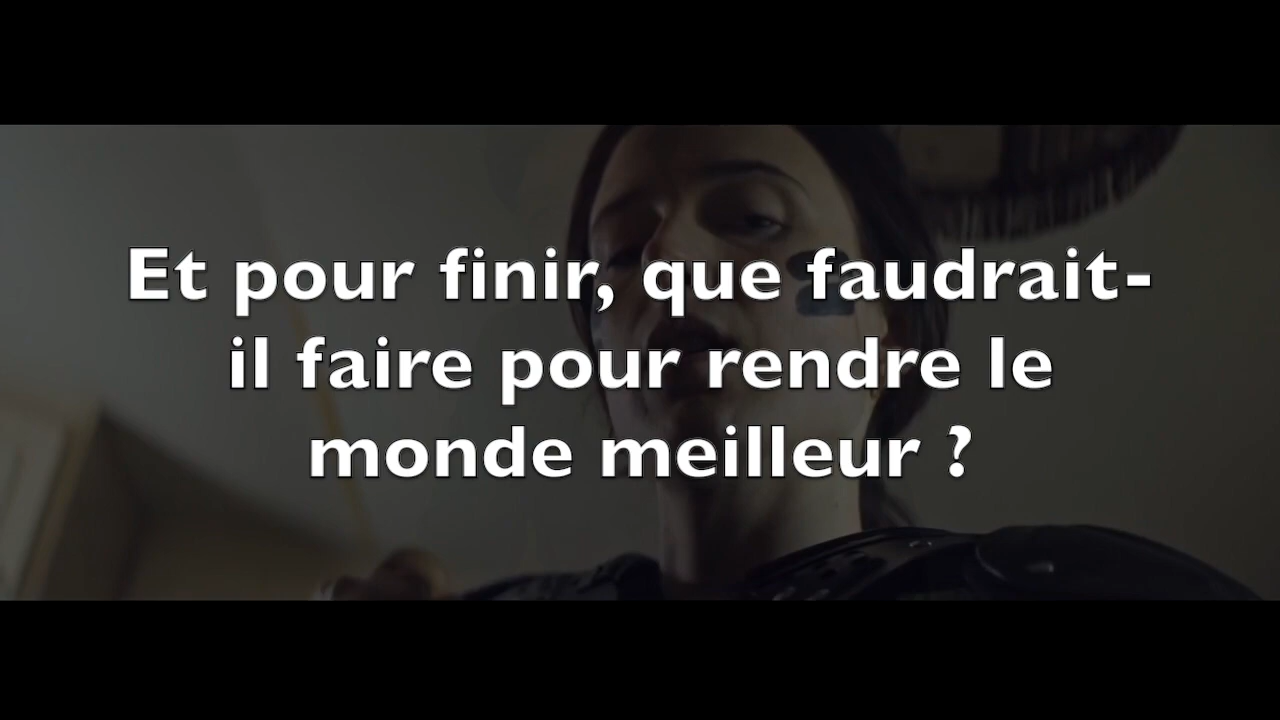 Et pour finir, que faudrait-
il faire pour rendre le
monde meilleur ?